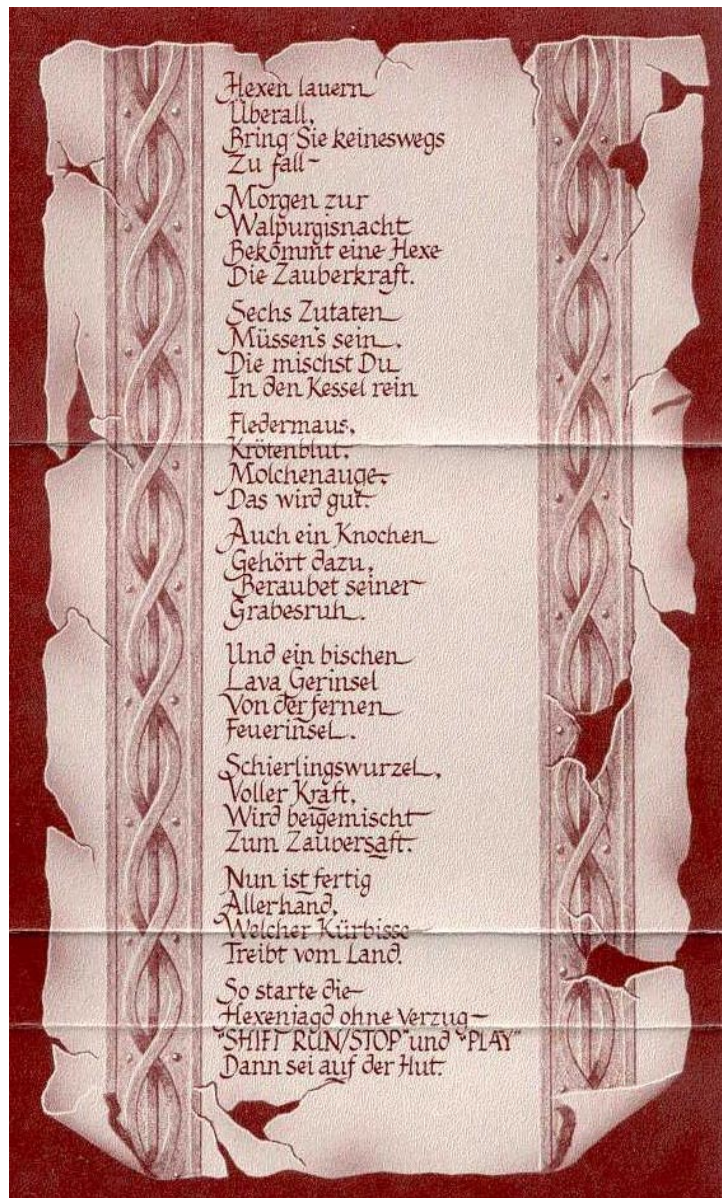 Hexen lauern
Überall,
Bring Sie keineswegs
Zu fall-
Morgen zur
Walpurgisnacht
Bekommt eine Hexe
Die Zauberkraft.
Sechs Zutaten
Müssen's sein,
Die mischst Du
In den Kessel rein
Fledermaus,
Krötenblut,
Molchenauge,
Das wird gut.
Auch ein Knochen
Gehört dazu,
Beraubet seiner
Grabesruh.
Und ein bischen
Lava Gerinsel
Von der fernen
Feuerinsel.
Schierlingswurzel,
Voller Kraft,
Wird beigemischt
Zum Zaubersaft.
Nun ist fertig
Allerhand,
Welcher Kürbisse
Treibt vom Land.
So starte die
Hexenjagd ohne Verzug-
"SHIFT RUN/STOP" und "PLAY"
Dann sei auf der Hut.